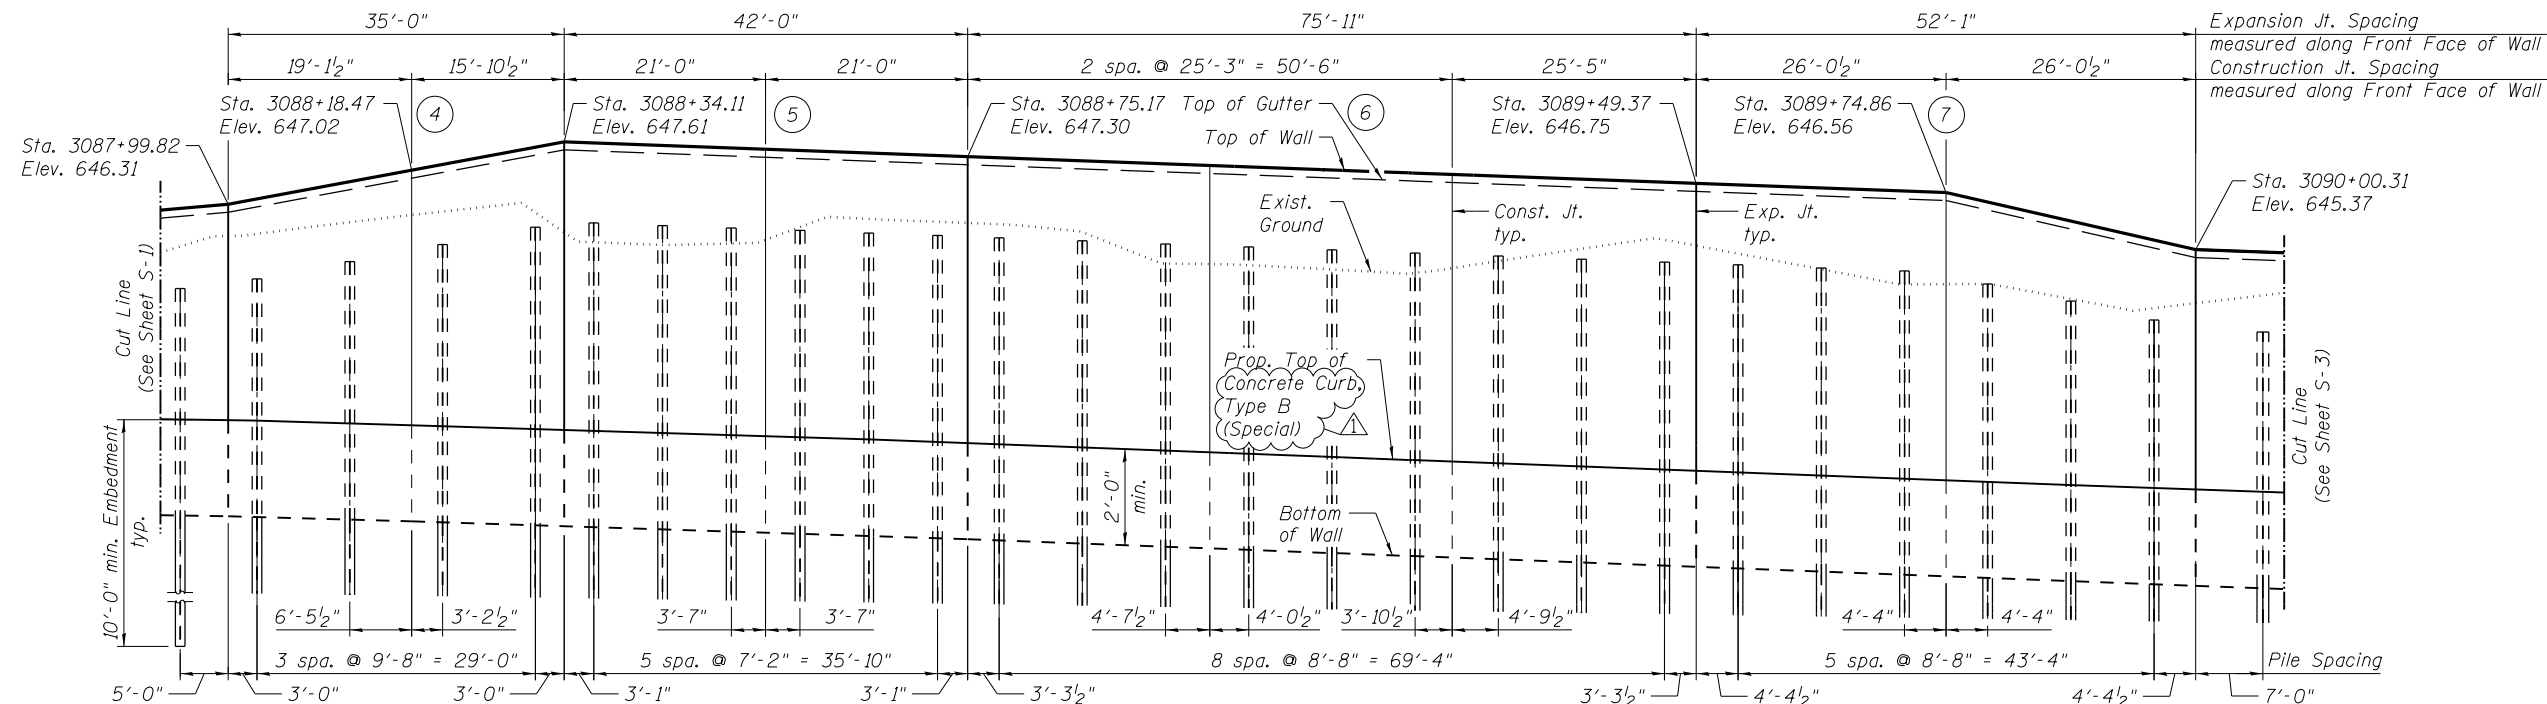 35'-0"
42'-0"
75'-11"
52'-1"
Expansion Jt. Spacing
measured along Front Face of Wall
19'-1½"
15'-10½"
21'-0"
21'-0"
2 spa. @ 25'-3" = 50'-6"
25'-5"
26'-0½"
26'-0½"
Construction Jt. Spacing
measured along Front Face of Wall
Sta. 3087+99.82
Elev. 646.31
Sta. 3088+18.47
Elev. 647.02
4
Sta. 3088+34.11
Elev. 647.61
5
Sta. 3088+75.17
Elev. 647.30
Top of Gutter
Top of Wall
6
Sta. 3089+49.37
Elev. 646.75
Sta. 3089+74.86
Elev. 646.56
7
Sta. 3090+00.31
Elev. 645.37
Exist.
Ground
Const. Jt.
typ.
Exp. Jt.
typ.
Cut Line
(See Sheet S-1)
Prop. Top of
Concrete Curb,
Type B
(Special)
1
Cut Line
(See Sheet S-3)
10'-0" min. Embedment
typ.
2'-0"
min.
Bottom
of Wall
6'-5½"
3'-2½"
3'-7"
3'-7"
4'-7½"
4'-0½"
3'-10½"
4'-9½"
4'-4"
4'-4"
3 spa. @ 9'-8" = 29'-0"
5 spa. @ 7'-2" = 35'-10"
8 spa. @ 8'-8" = 69'-4"
5 spa. @ 8'-8" = 43'-4"
Pile Spacing
5'-0"
3'-0"
3'-0"
3'-1"
3'-1"
3'-3½"
3'-3½"
4'-4½"
4'-4½"
7'-0"